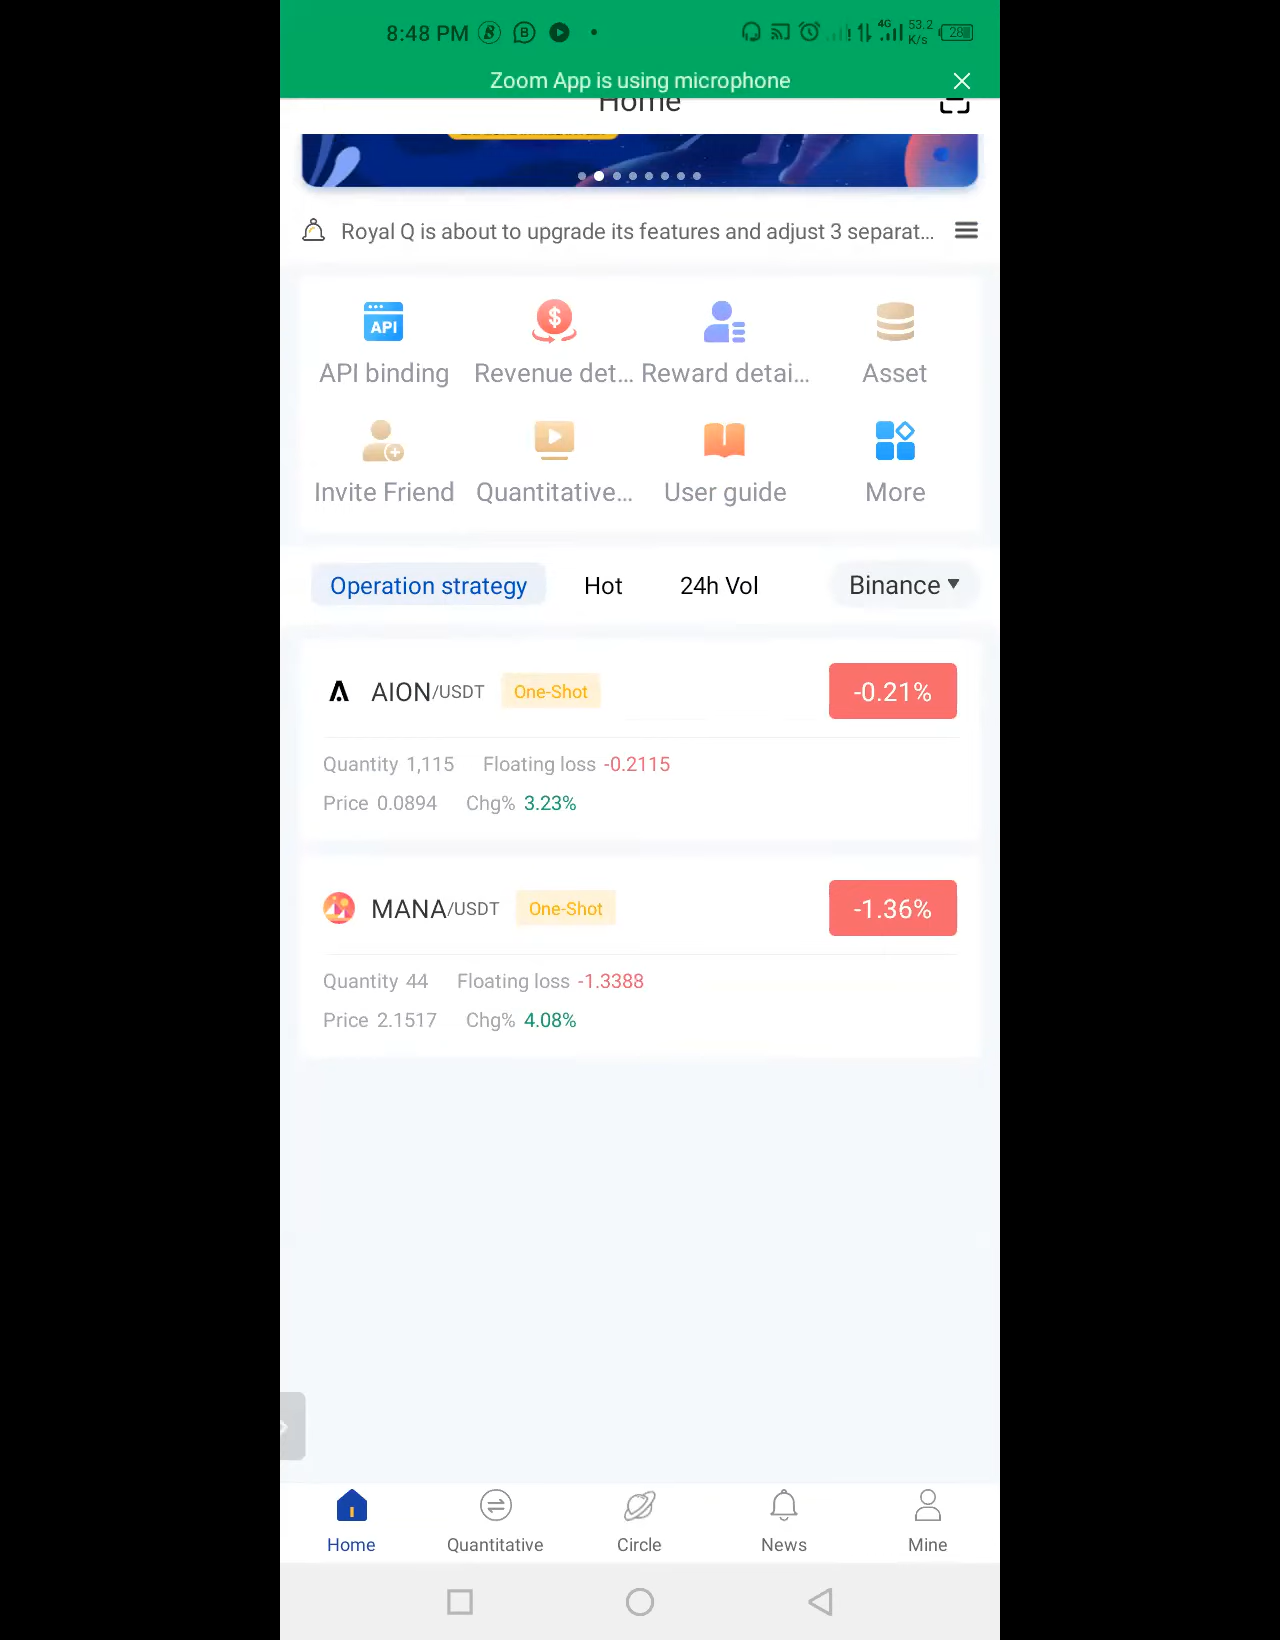 8:48 PM
4G 53.2 K/s 28
Zoom App is using microphone
Home
Royal Q is about to upgrade its features and adjust 3 separat...
API
$
API binding Revenue det... Reward detai... Asset
Invite Friend Quantitative... User guide More
Operation strategy Hot 24h Vol Binance
AION/USDT One-Shot -0.21%
Quantity 1,115 Floating loss -0.2115
Price 0.0894 Chg% 3.23%
MANA/USDT One-Shot -1.36%
Quantity 44 Floating loss -1.3388
Price 2.1517 Chg% 4.08%
Home Quantitative Circle News Mine